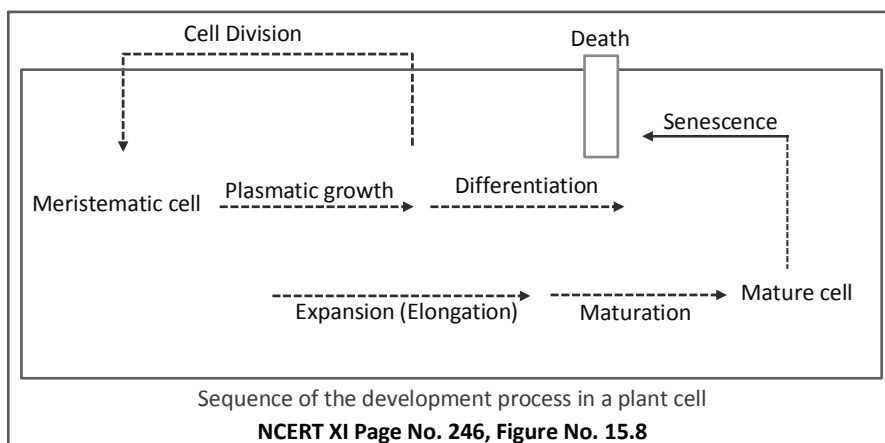 Cell Division
Death
Senescence
Meristematic cell
Plasmatic growth
Differentiation
Expansion (Elongation)
Maturation
Mature cell
Sequence of the development process in a plant cell
NCERT XI Page No. 246, Figure No. 15.8